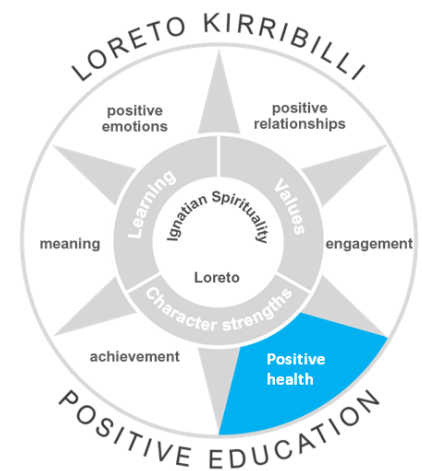 LORETO KIRRIBILLI
positive
emotions
positive
relationships
Learning
Values
Ignatian Spirituality
meaning
engagement
Loreto
Character strengths
achievement
Positive
health
POSITIVE EDUCATION